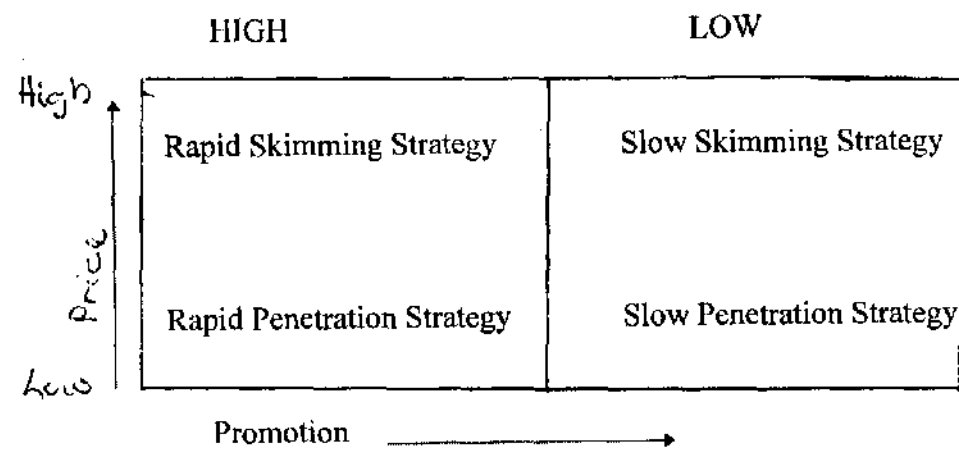 HIGH LOW
High
Rapid Skimming Strategy Slow Skimming Strategy
Price
Rapid Penetration Strategy Slow Penetration Strategy
Low
Promotion